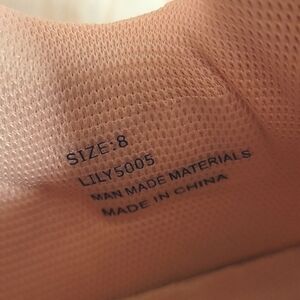 SIZE:8
LILY5005
MAN MADE MATERIALS
MADE IN CHINA